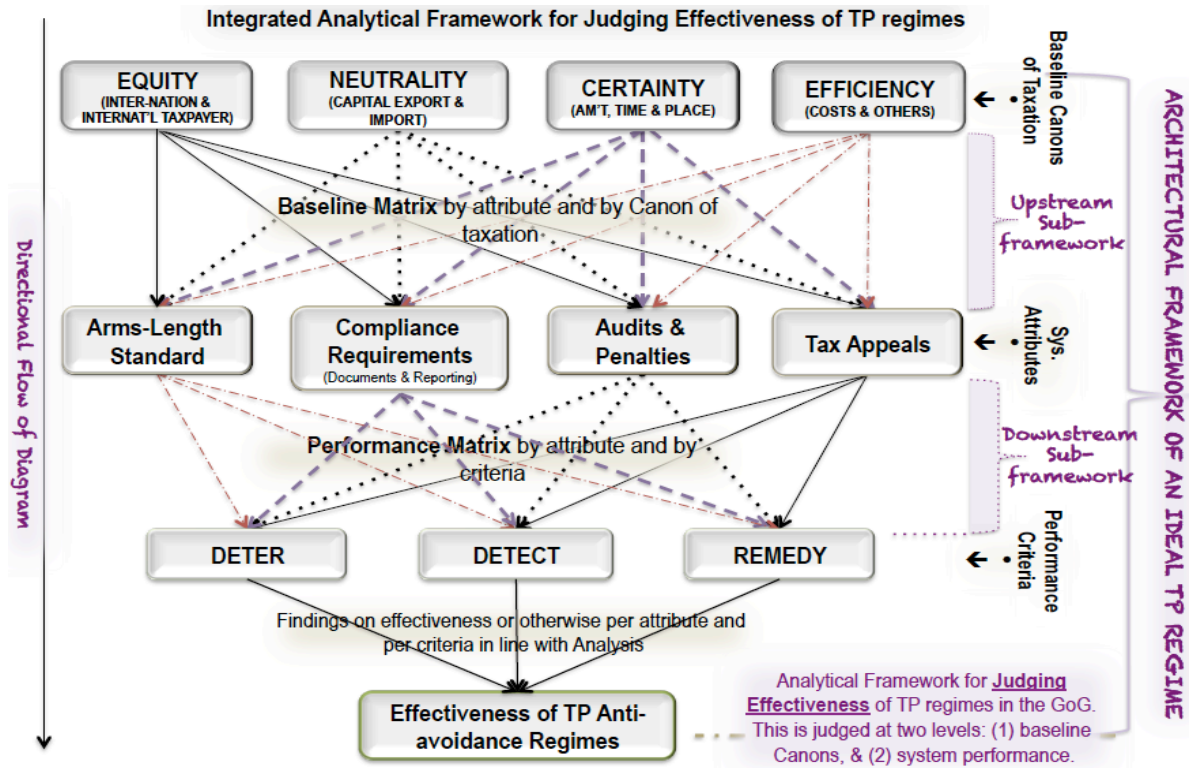 Integrated Analytical Framework for Judging Effectiveness of TP regimes
EQUITY
(INTER-NATION &
INTERNAT'L TAXPAYER)
NEUTRALITY
(CAPITAL EXPORT &
IMPORT)
CERTAINTY
(AM'T, TIME & PLACE)
EFFICIENCY
(COSTS & OTHERS)
Baseline Canons
of Taxation
Baseline Matrix by attribute and by Canon of
taxation
Upstream
Sub-
framework
Arms-Length
Standard
Compliance
Requirements
(Documents & Reporting)
Audits &
Penalties
Tax Appeals
Sys.
Attributes
Performance Matrix by attribute and by
criteria
Downstream
Sub-
framework
DETER
DETECT
REMEDY
Performance
Criteria
Findings on effectiveness or otherwise per attribute and
per criteria in line with Analysis
Effectiveness of TP Anti-
avoidance Regimes
Analytical Framework for Judging
Effectiveness of TP regimes in the GoG.
This is judged at two levels: (1) baseline
Canons, & (2) system performance.
Directional Flow of Diagram
ARCHITECTURAL FRAMEWORK OF AN IDEAL TP REGIME